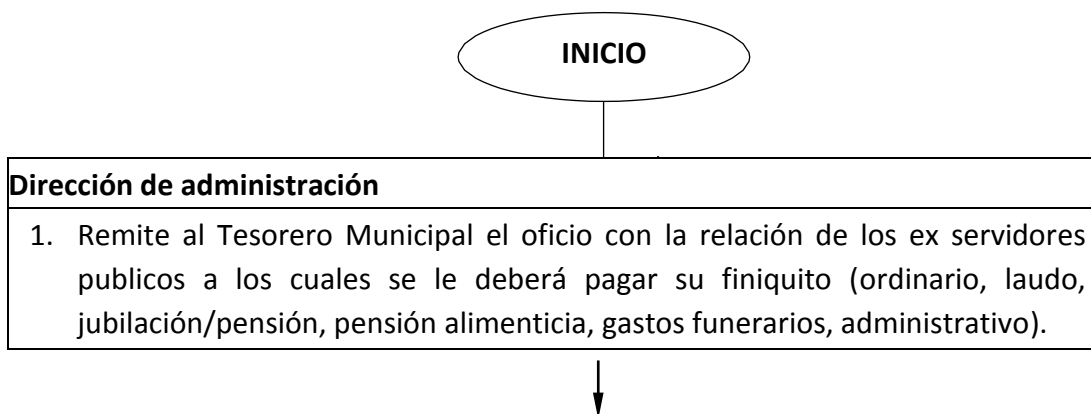 INICIO
Dirección de administración
1. Remite al Tesorero Municipal el oficio con la relación de los ex servidores
publicos a los cuales se le deberá pagar su finiquito (ordinario, laudo,
jubilación/pensión, pensión alimenticia, gastos funerarios, administrativo).